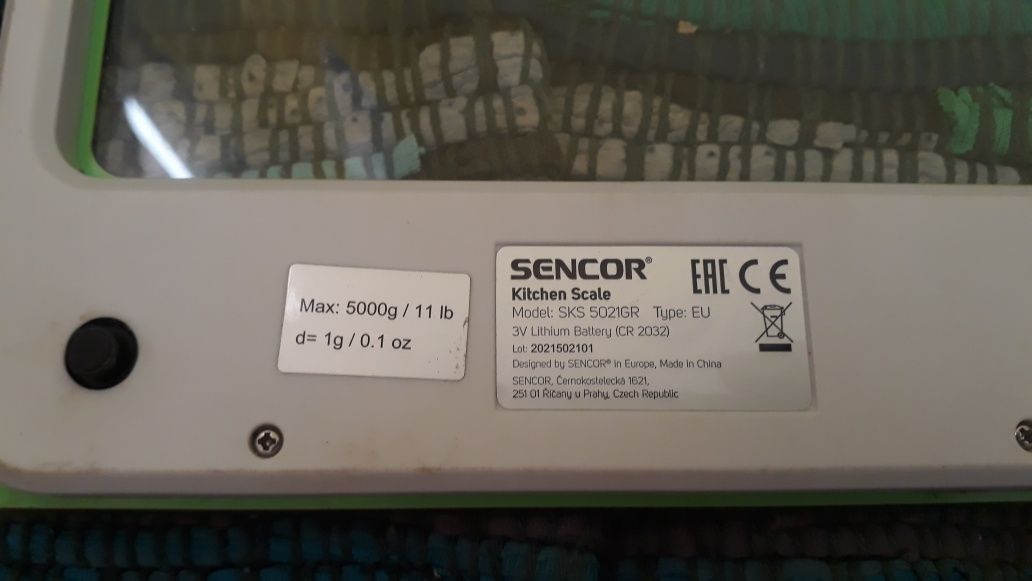 Max: 5000g / 11 lb
d= 1g / 0.1 oz
SENCOR®
EAC CE
Kitchen Scale
Model: SKS 5021GR Type: EU
3V Lithium Battery (CR 2032)
Lot: 2021502101
Designed by SENCOR® in Europe, Made in China
SENCOR, Černokostelecká 1621,
251 01 Říčany u Prahy, Czech Republic